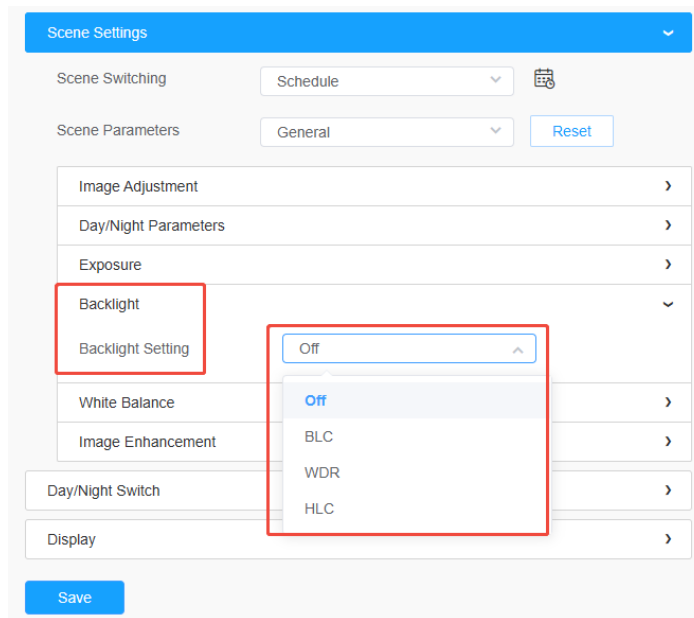 Scene Settings
Scene Switching Schedule
Scene Parameters General Reset
Image Adjustment
Day/Night Parameters
Exposure
Backlight
Backlight Setting Off
Off
White Balance
BLC
Image Enhancement
WDR
Day/Night Switch
HLC
Display
Save